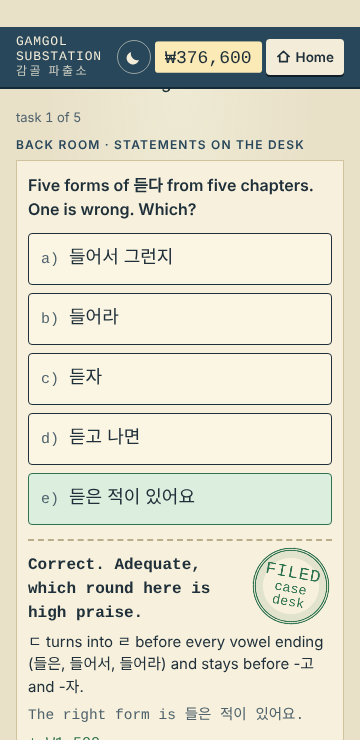 GAMGOL
SUBSTATION
감골 파출소
₩376,600
Home
task 1 of 5
BACK ROOM · STATEMENTS ON THE DESK
Five forms of 듣다 from five chapters.
One is wrong. Which?
a) 들어서 그런지
b) 들어라
c) 듣자
d) 듣고 나면
e) 듣은 적이 있어요
Correct. Adequate,
which round here is
high praise.
FILED
case
desk
ㄷ turns into ㄹ before every vowel ending
(들은, 들어서, 들어라) and stays before -고
and -자.
The right form is 들은 적이 있어요.